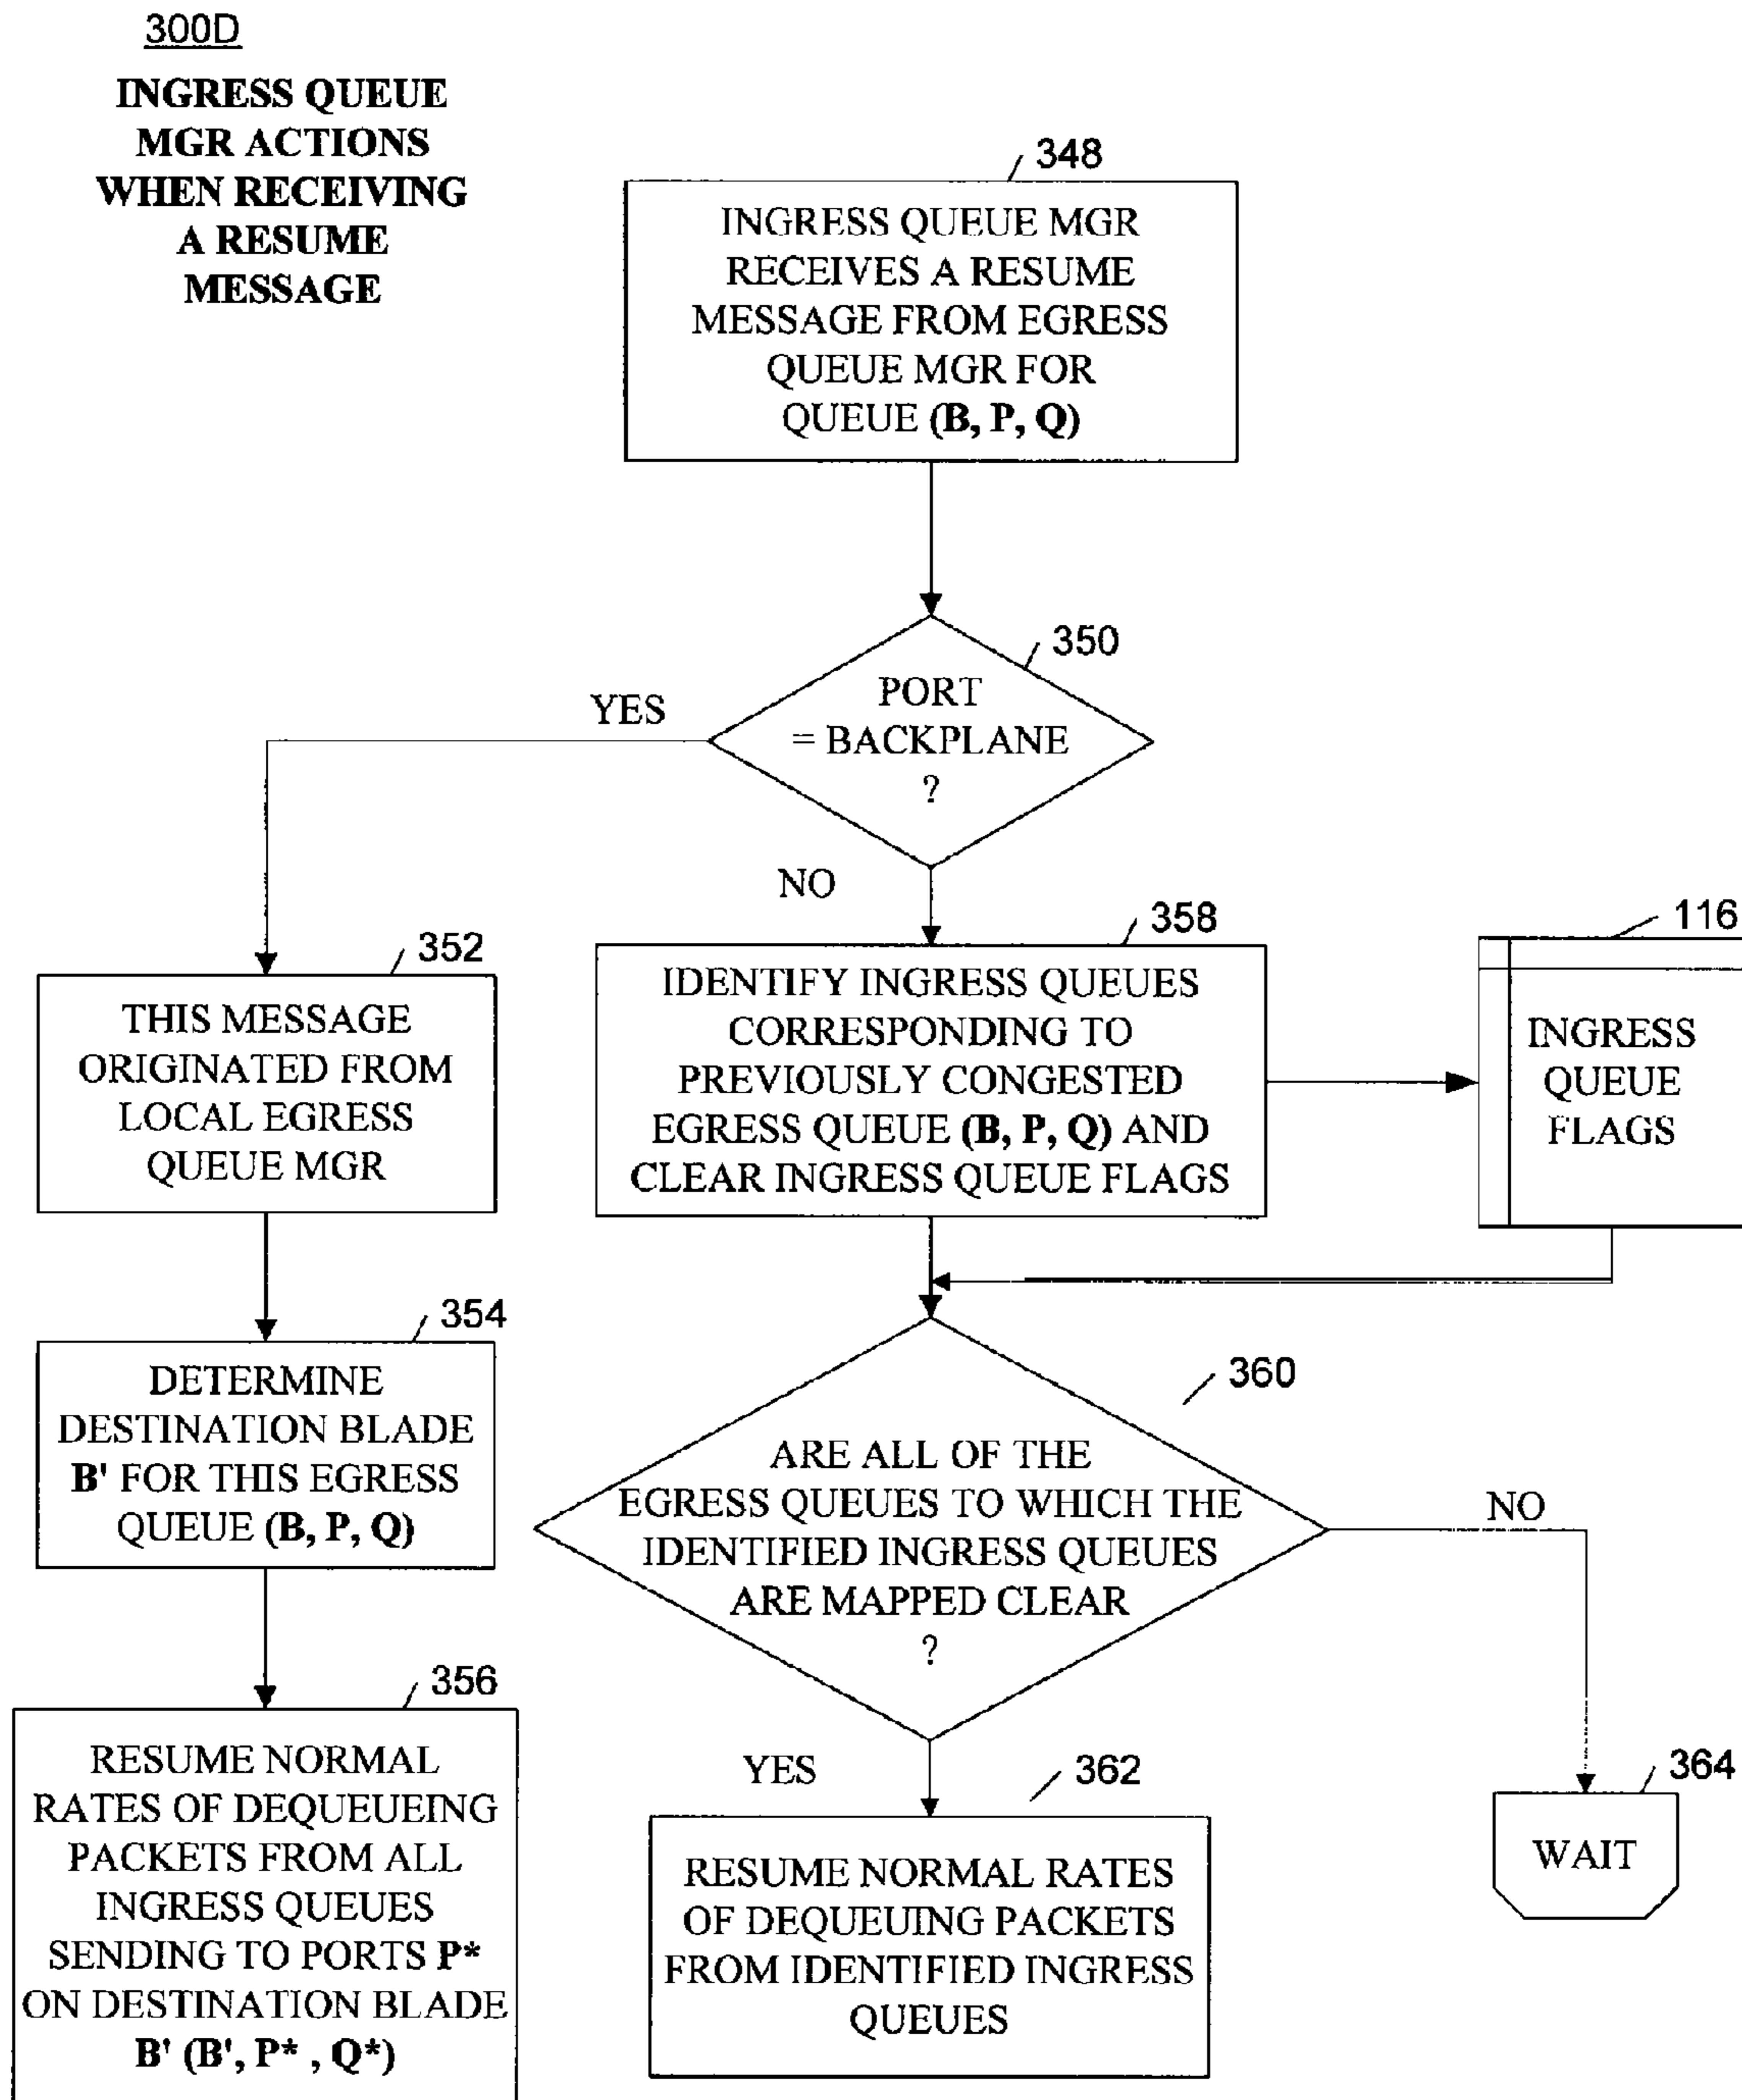 300D
INGRESS QUEUE
MGR ACTIONS
WHEN RECEIVING
A RESUME
MESSAGE
348
INGRESS QUEUE MGR
RECEIVES A RESUME
MESSAGE FROM EGRESS
QUEUE MGR FOR
QUEUE (B, P, Q)
350
PORT
= BACKPLANE
?
YES
NO
352
THIS MESSAGE
ORIGINATED FROM
LOCAL EGRESS
QUEUE MGR
358
IDENTIFY INGRESS QUEUES
CORRESPONDING TO
PREVIOUSLY CONGESTED
EGRESS QUEUE (B, P, Q) AND
CLEAR INGRESS QUEUE FLAGS
116
INGRESS
QUEUE
FLAGS
354
DETERMINE
DESTINATION BLADE
B' FOR THIS EGRESS
QUEUE (B, P, Q)
360
ARE ALL OF THE
EGRESS QUEUES TO WHICH THE
IDENTIFIED INGRESS QUEUES
ARE MAPPED CLEAR
?
NO
YES
356
RESUME NORMAL
RATES OF DEQUEUEING
PACKETS FROM ALL
INGRESS QUEUES
SENDING TO PORTS P*
ON DESTINATION BLADE
B' (B', P* , Q*)
362
RESUME NORMAL RATES
OF DEQUEUING PACKETS
FROM IDENTIFIED INGRESS
QUEUES
364
WAIT